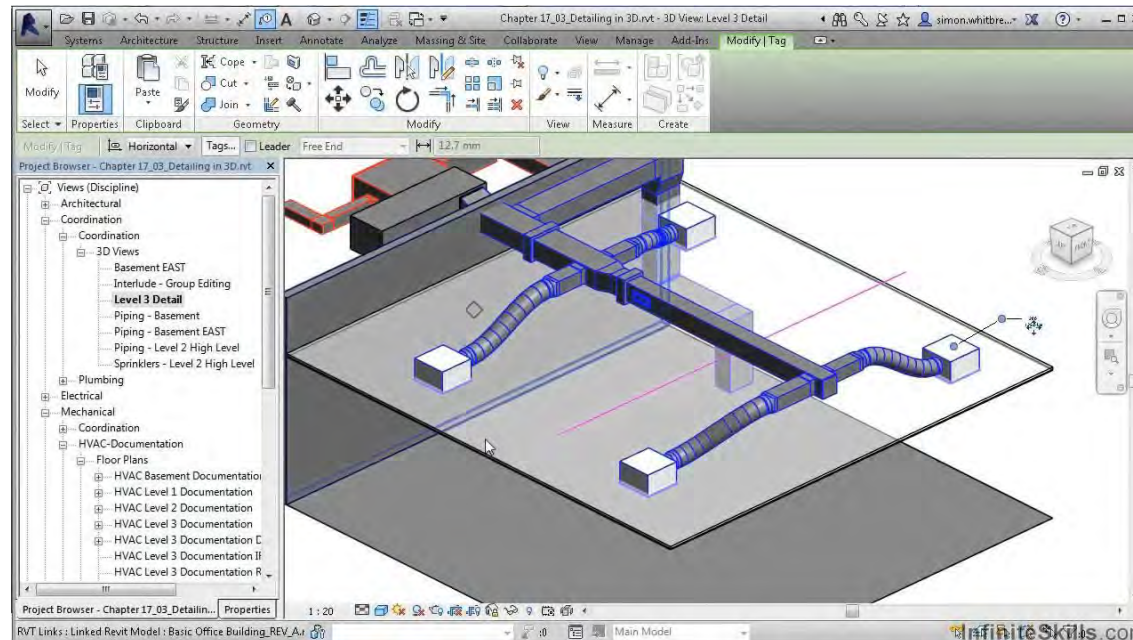 Chapter 17_03_Detailing in 3D.rvt - 3D View: Level 3 Detail
simon.whitbre...
Systems Architecture Structure Insert Annotate Analyze Massing & Site Collaborate View Manage Add-Ins Modify | Tag
Modify
Paste
Cope
Cut
Join
Select Properties Clipboard Geometry Modify View Measure Create
Modify | Tag Horizontal Tags... Leader Free End 12.7 mm
Project Browser - Chapter 17_03_Detailing in 3D.rvt
Views (Discipline)
Architectural
Coordination
Coordination
3D Views
Basement EAST
Interlude - Group Editing
Level 3 Detail
Piping - Basement
Piping - Basement EAST
Piping - Level 2 High Level
Sprinklers - Level 2 High Level
Plumbing
Electrical
Mechanical
Coordination
HVAC-Documentation
Floor Plans
HVAC Basement Documentation
HVAC Level 1 Documentation
HVAC Level 2 Documentation
HVAC Level 3 Documentation
HVAC Level 3 Documentation D
HVAC Level 3 Documentation
HVAC Level 3 Documentation R
Project Browser - Chapter 17_03_Detailin... Properties
1 : 20
RVT Links : Linked Revit Model : Basic Office Building_REV_A.r :0 Main Model
InfiniteSkills.com